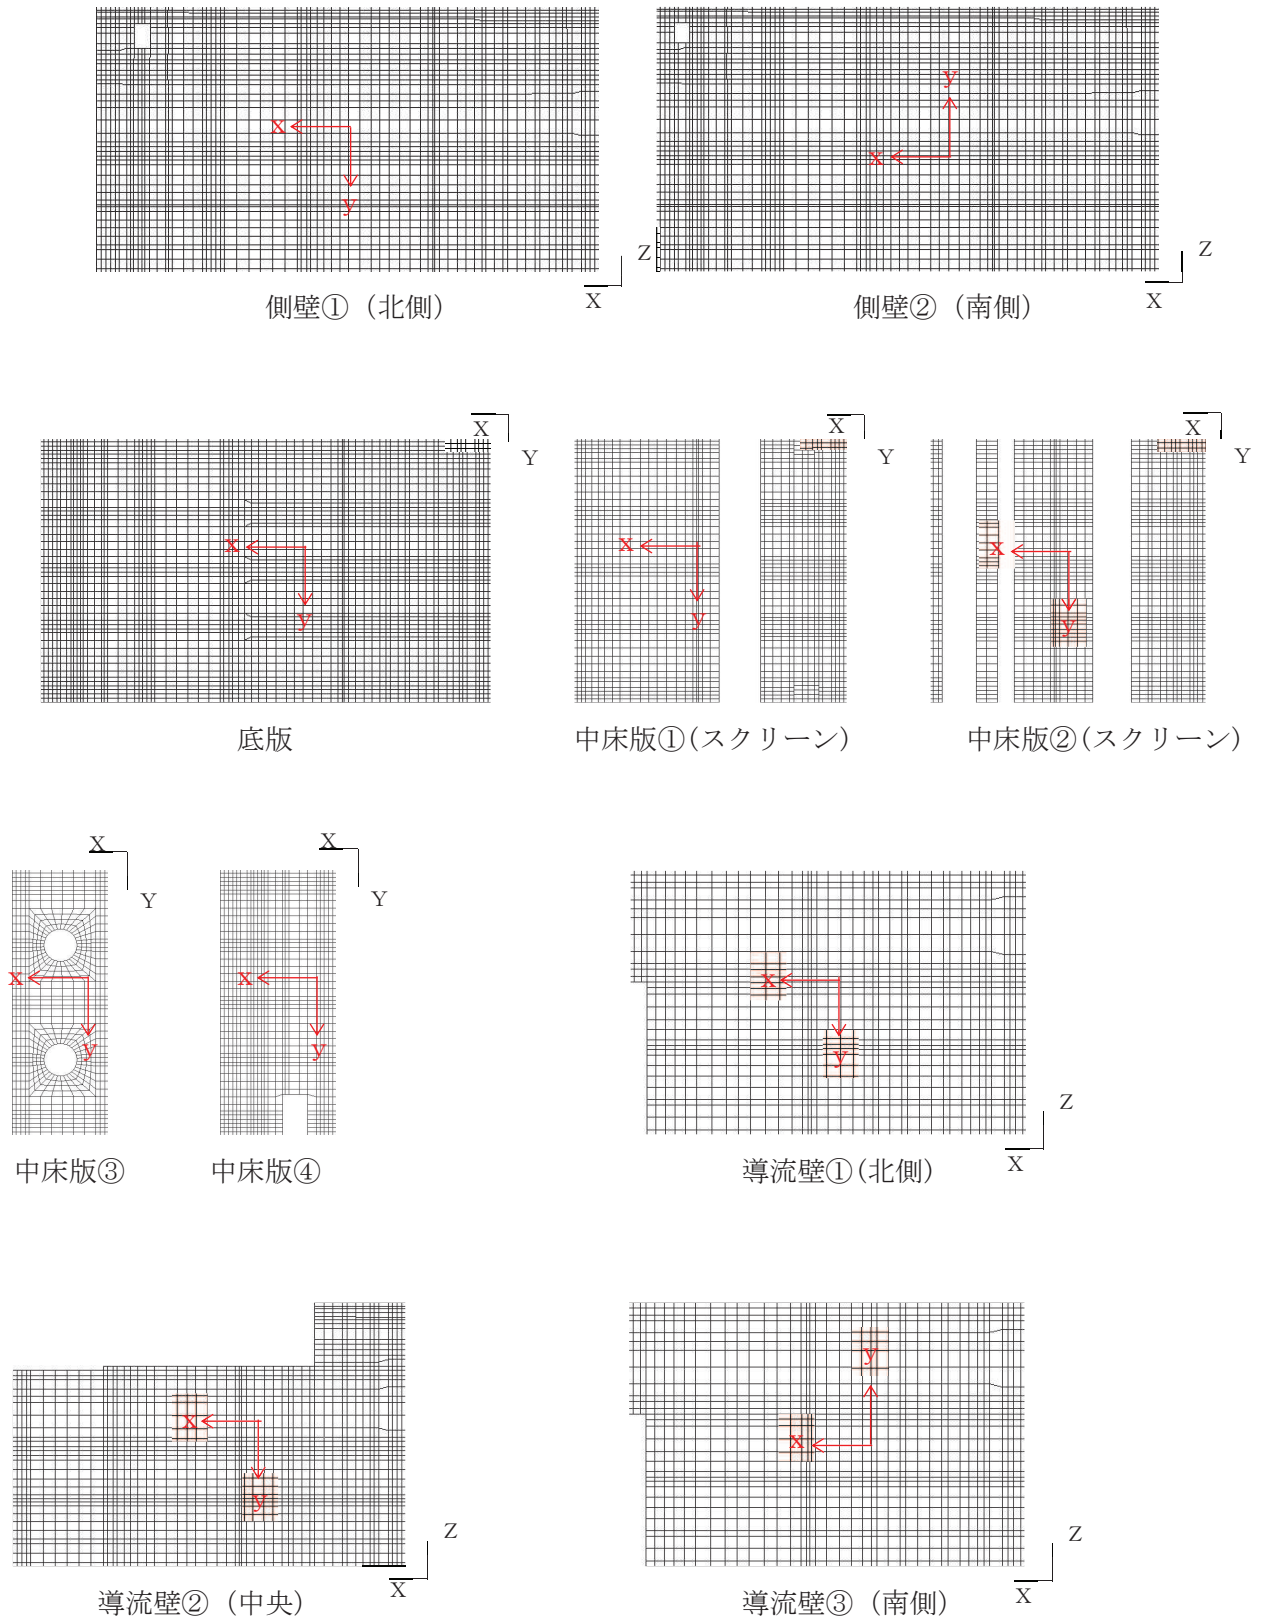 x
y
y
x
Z
X
Z
X
側壁①（北側）
側壁②（南側）
X
Y
X
Y
X
Y
x
y
x
y
x
y
底版
中床版①(スクリーン)
中床版②(スクリーン)
X
Y
X
Y
x
y
x
y
x
y
Z
X
中床版③
中床版④
導流壁①(北側)
x
y
y
x
Z
X
Z
X
導流壁②（中央）
導流壁③（南側）